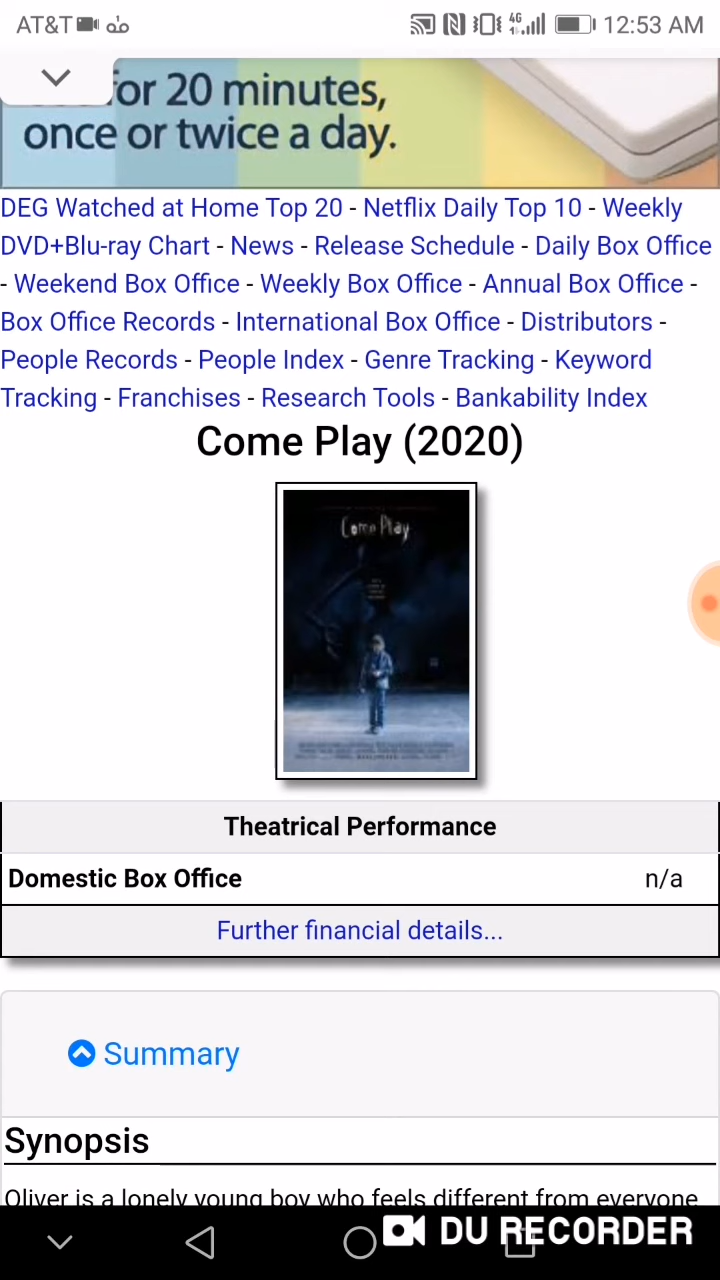 AT&T 4G 12:53 AM
for 20 minutes,
once or twice a day.
DEG Watched at Home Top 20 - Netflix Daily Top 10 - Weekly
DVD+Blu-ray Chart - News - Release Schedule - Daily Box Office
- Weekend Box Office - Weekly Box Office - Annual Box Office -
Box Office Records - International Box Office - Distributors -
People Records - People Index - Genre Tracking - Keyword
Tracking - Franchises - Research Tools - Bankability Index
Come Play (2020)
Come Play
Theatrical Performance
Domestic Box Office n/a
Further financial details...
Summary
Synopsis
Oliver is a lonely young boy who feels different from everyone
DU RECORDER